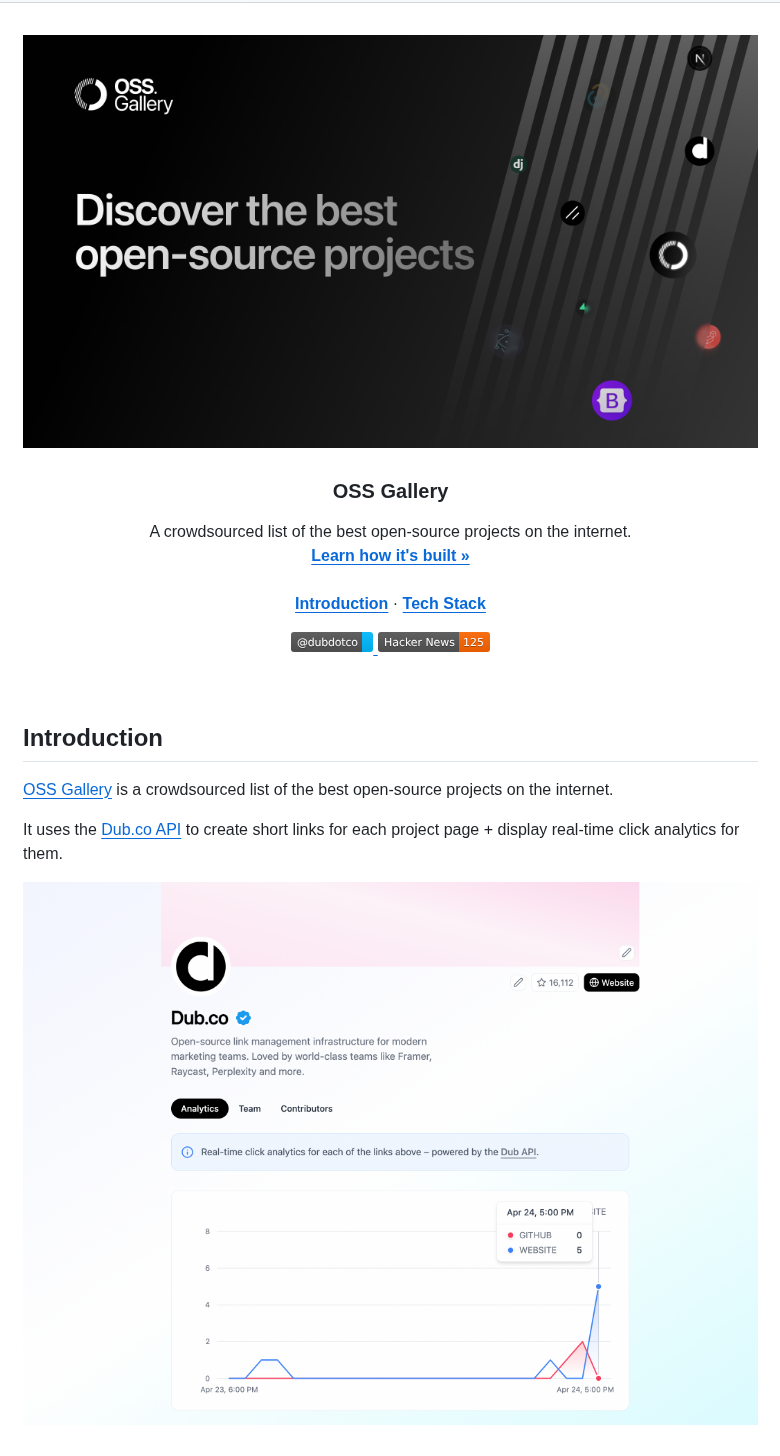 OSS.
Gallery
Discover the best
open-source projects
N
dj
B
OSS Gallery
A crowdsourced list of the best open-source projects on the internet.
Learn how it's built »
Introduction · Tech Stack
@dubdotco Hacker News 125
Introduction
OSS Gallery is a crowdsourced list of the best open-source projects on the internet.
It uses the Dub.co API to create short links for each project page + display real-time click analytics for
them.
16,112 Website
Dub.co
Open-source link management infrastructure for modern
marketing teams. Loved by world-class teams like Framer,
Raycast, Perplexity and more.
Analytics Team Contributors
Real-time click analytics for each of the links above – powered by the Dub API.
Apr 24, 5:00 PM
GITHUB 0
WEBSITE 5
8
6
4
2
0
Apr 23, 6:00 PM Apr 24, 5:00 PM